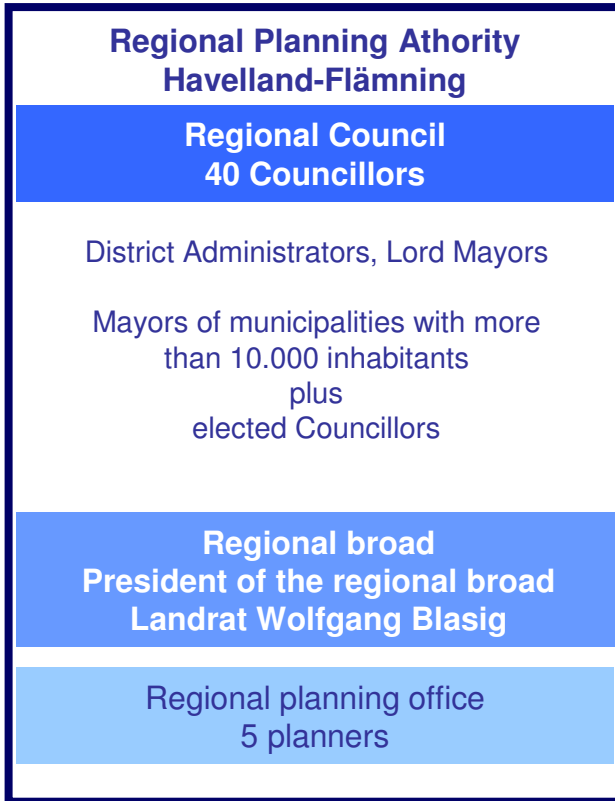 Regional Planning Athority
Havelland-Flämning
Regional Council
40 Councillors
District Administrators, Lord Mayors
Mayors of municipalities with more
than 10.000 inhabitants
plus
elected Councillors
Regional broad
President of the regional broad
Landrat Wolfgang Blasig
Regional planning office
5 planners